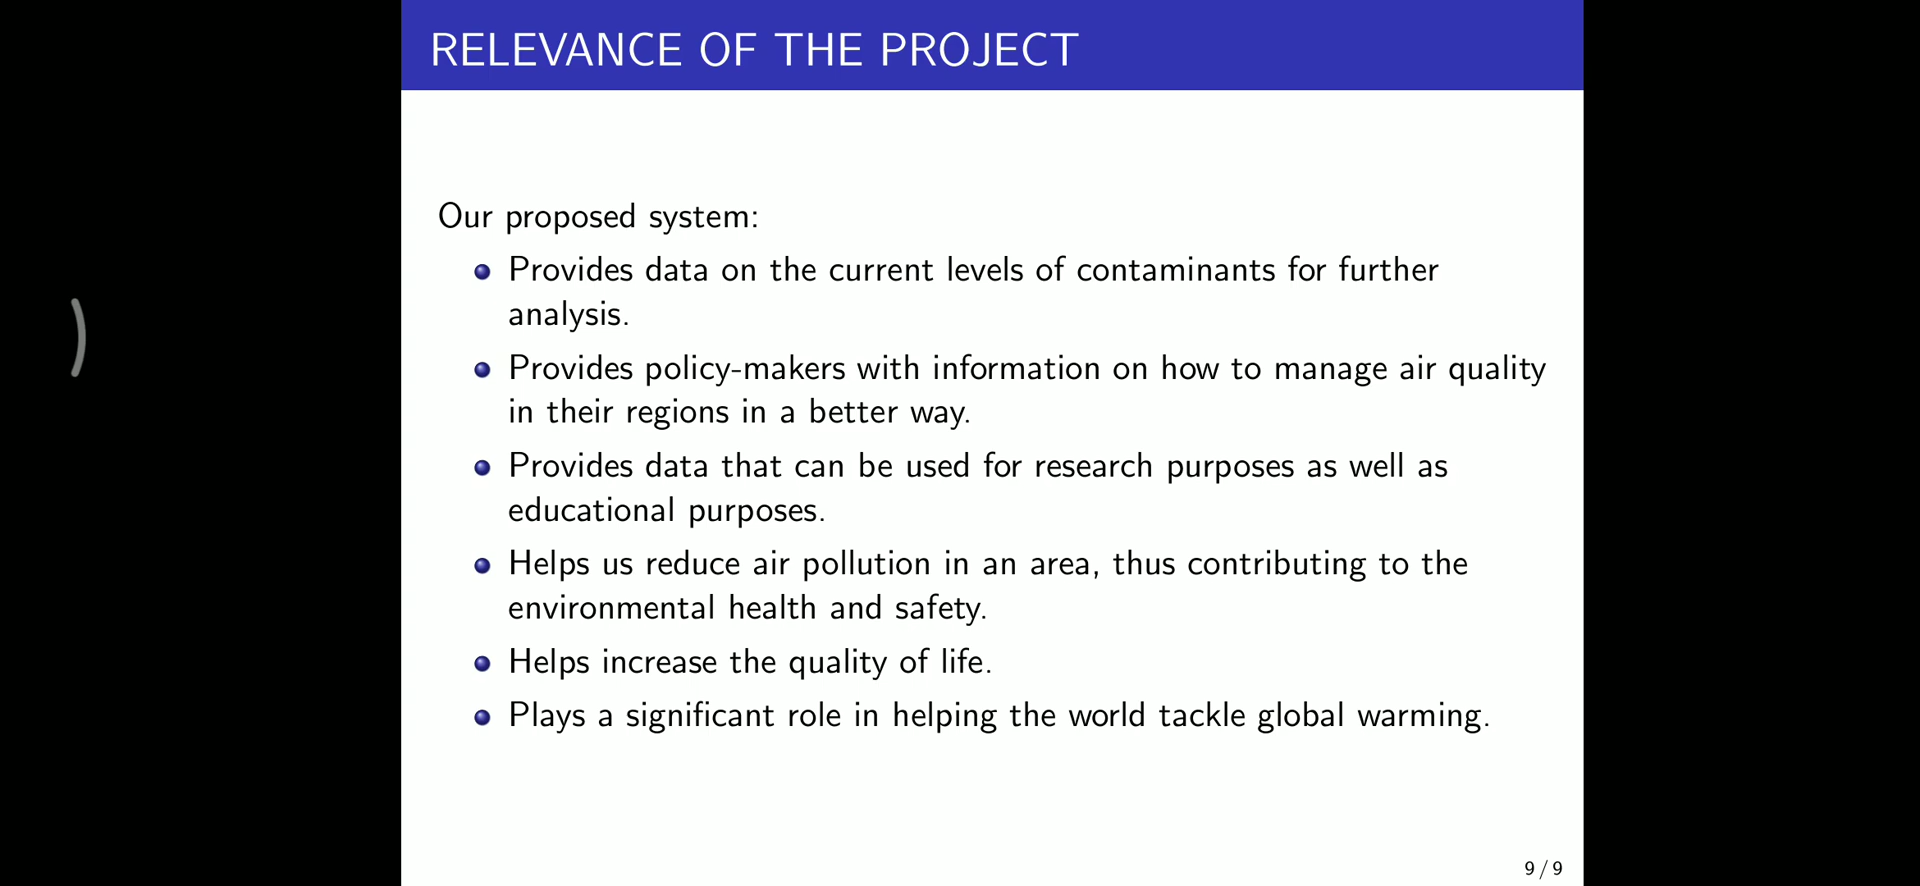 RELEVANCE OF THE PROJECT
Our proposed system:
Provides data on the current levels of contaminants for further
analysis.
Provides policy-makers with information on how to manage air quality
in their regions in a better way.
Provides data that can be used for research purposes as well as
educational purposes.
Helps us reduce air pollution in an area, thus contributing to the
environmental health and safety.
Helps increase the quality of life.
Plays a significant role in helping the world tackle global warming.
9 / 9